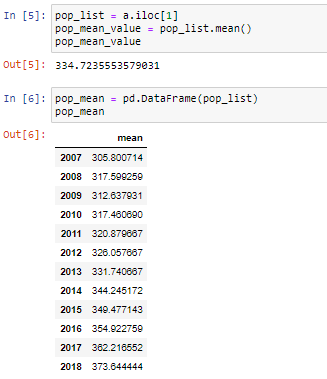 In [5]: pop_list = a.iloc[1]
pop_mean_value = pop_list.mean()
pop_mean_value
Out[5]: 334.7235553579031
In [6]: pop_mean = pd.DataFrame(pop_list)
pop_mean
Out[6]:
mean
2007 305.800714
2008 317.599259
2009 312.637931
2010 317.460690
2011 320.879667
2012 326.057667
2013 331.740667
2014 344.245172
2015 349.477143
2016 354.922759
2017 362.216552
2018 373.644444